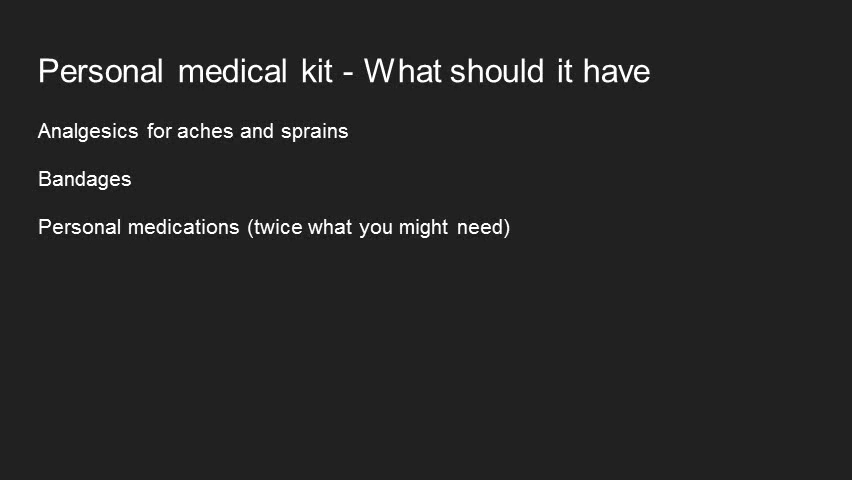 Personal medical kit - What should it have
Analgesics for aches and sprains
Bandages
Personal medications (twice what you might need)